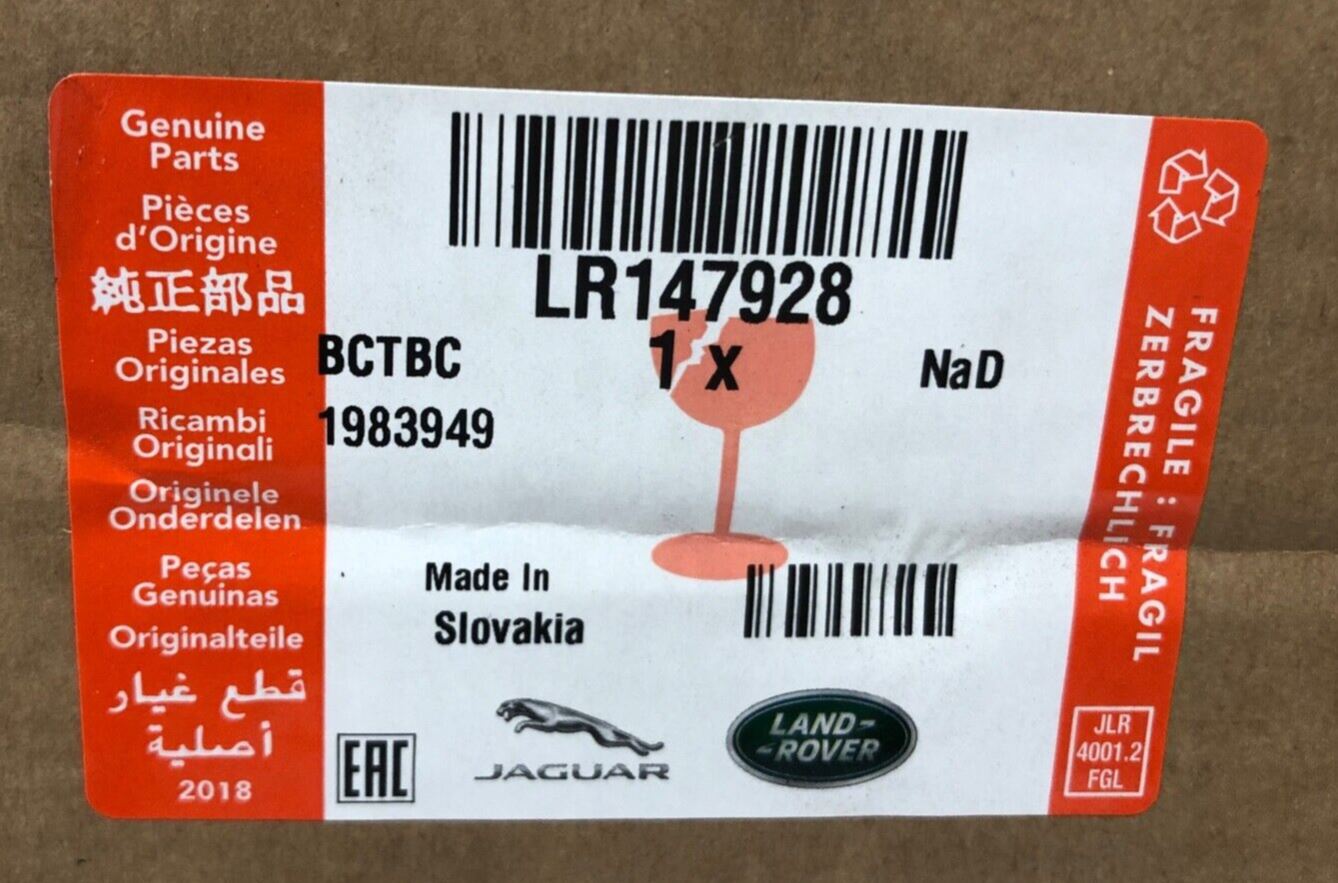 Genuine
Parts
Pièces
d'Origine
純正部品
Piezas
Originales
Ricambi
Originali
Originele
Onderdelen
Peças
Genuinas
Originalteile
قطع غيار
أصلية
2018
LR147928
BCTBC
1 x
NaD
1983949
Made In
Slovakia
EAC
JAGUAR
LAND-
-ROVER
FRAGILE : FRAGIL
ZERBRECHLICH
JLR
4001.2
FGL